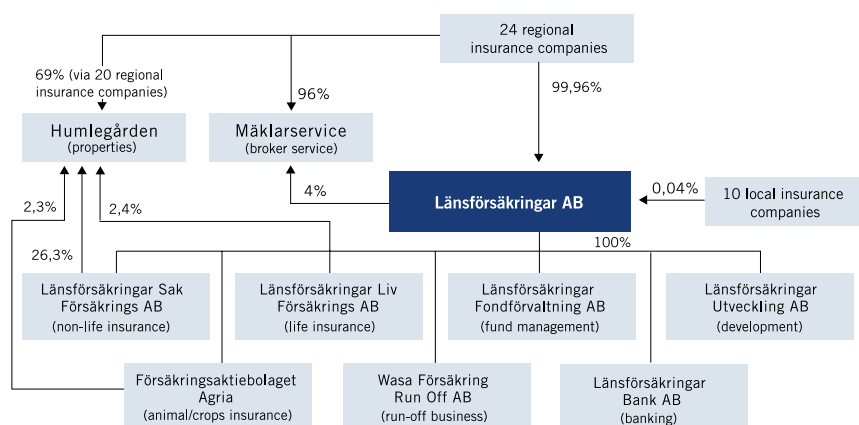 24 regional
insurance companies
69% (via 20 regional
insurance companies)
96%
99,96%
Humlegården
(properties)
Mäklarservice
(broker service)
2,3%
2,4%
4%
Länsförsäkringar AB
0,04%
10 local insurance
companies
26,3%
100%
Länsförsäkringar Sak
Försäkrings AB
(non-life insurance)
Länsförsäkringar Liv
Försäkrings AB
(life insurance)
Länsförsäkringar
Fondförvaltning AB
(fund management)
Länsförsäkringar
Utveckling AB
(development)
Försäkringsaktiebolaget
Agria
(animal/crops insurance)
Wasa Försäkring
Run Off AB
(run-off business)
Länsförsäkringar
Bank AB
(banking)